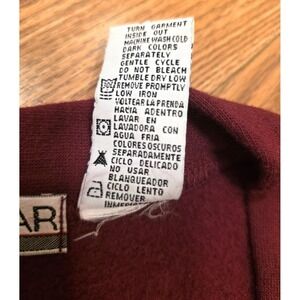 TURN GARMENT
INSIDE OUT
MACHINE WASH COLD
DARK COLORS
SEPARATELY
GENTLE CYCLE
DO NOT BLEACH
TUMBLE DRY LOW
REMOVE PROMPTLY
LOW IRON
VOLTEAR LA PRENDA
HACIA ADENTRO
LAVAR EN
LAVADORA CON
AGUA FRIA
COLORES OSCUROS
SEPARADAMENTE
CICLO DELICADO
NO USAR
BLANQUEADOR
CICLO LENTO
REMOVER
AR